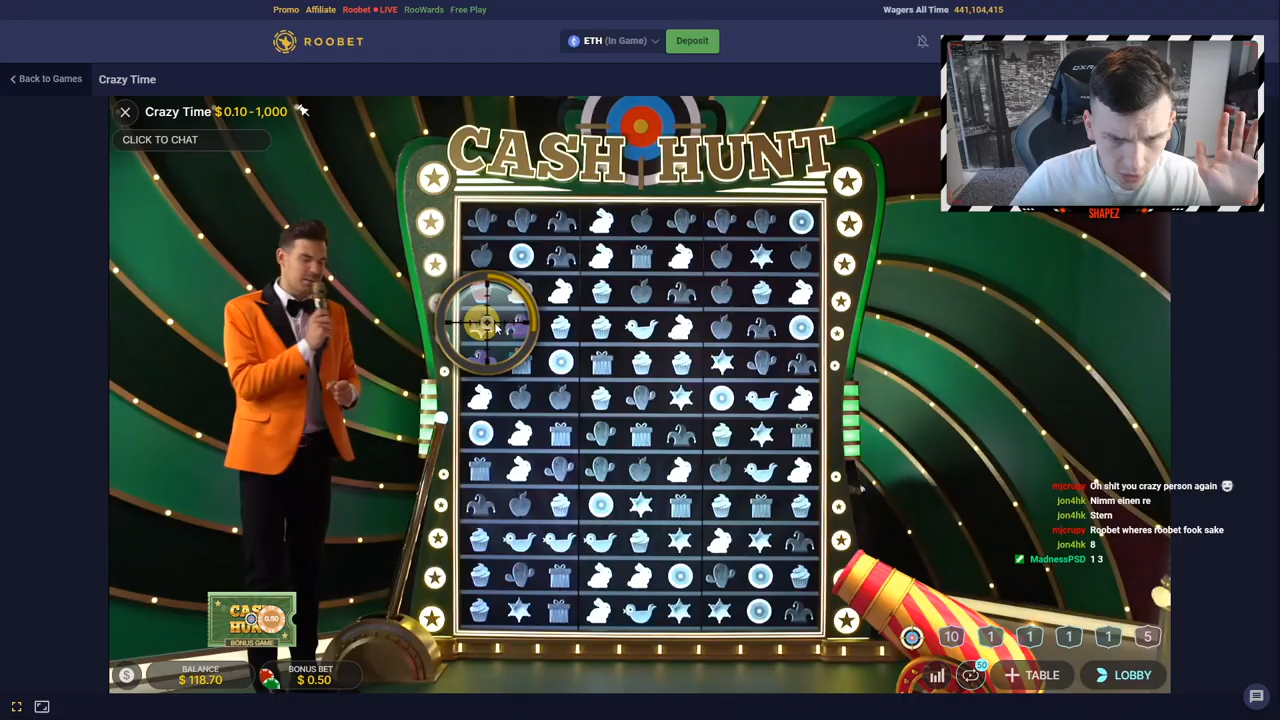 Promo Affiliate Roobet LIVE RooWards Free Play
Wagers All Time 441,104,415
ROOBET
ETH (In Game)
Deposit
Back to Games
Crazy Time
Crazy Time $0.10-1,000
CLICK TO CHAT
CASH HUNT
SHAPEZ
mjcrupy Oh shit you crazy person again
jon4hk Nimm einen re
jon4hk Stern
mjcrupy Roobet wheres roobet fook sake
jon4hk 8
MadnessPSD 1 3
CASH HUNT
0.50
BONUS GAME
10 1 1 1 1 5
BALANCE
$ 118.70
BONUS BET
$ 0.50
50
TABLE
LOBBY